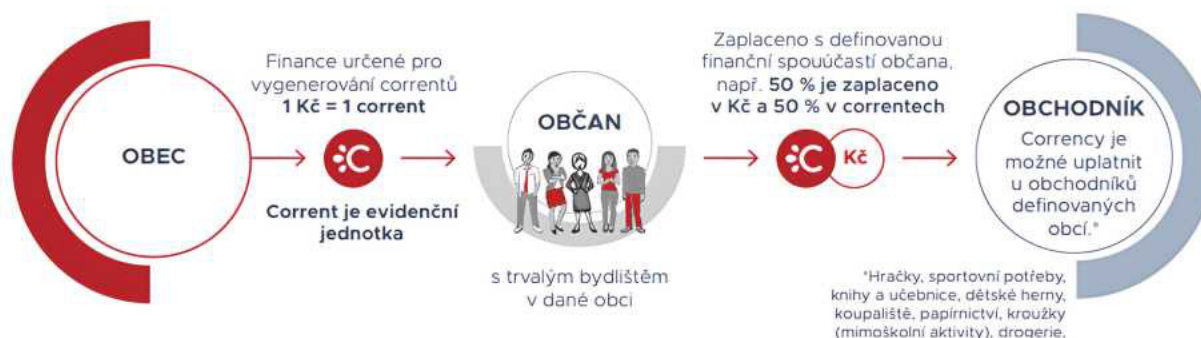 OBEC
Finance určené pro
vygenerování correntů
1 Kč = 1 corrent
C
Corrent je evidenční
jednotka
OBČAN
s trvalým bydlištěm
v dané obci
Zaplaceno s definovanou
finanční spouúčastí občana,
např. 50 % je zaplaceno
v Kč a 50 % v correntech
C Kč
OBCHODNÍK
Corrency je
možné uplatnit
u obchodníků
definovaných
obcí.*
*Hračky, sportovní potřeby,
knihy a učebnice, dětské herny,
koupaliště, papírnictví, kroužky
(mimoškolní aktivity), drogerie,